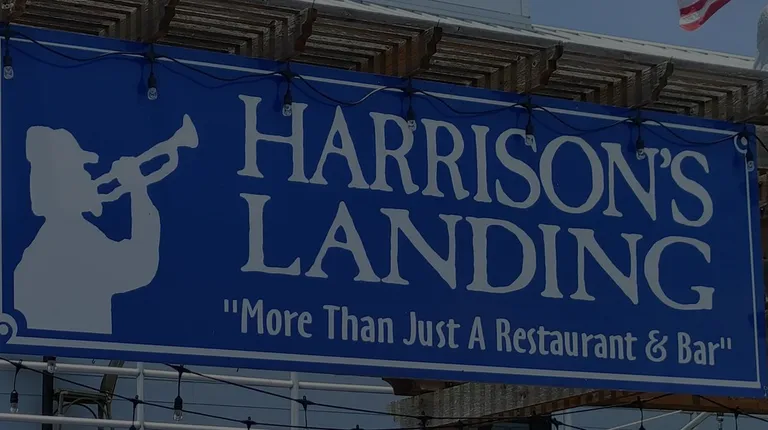 HARRISON'S
LANDING
"More Than Just A Restaurant & Bar"